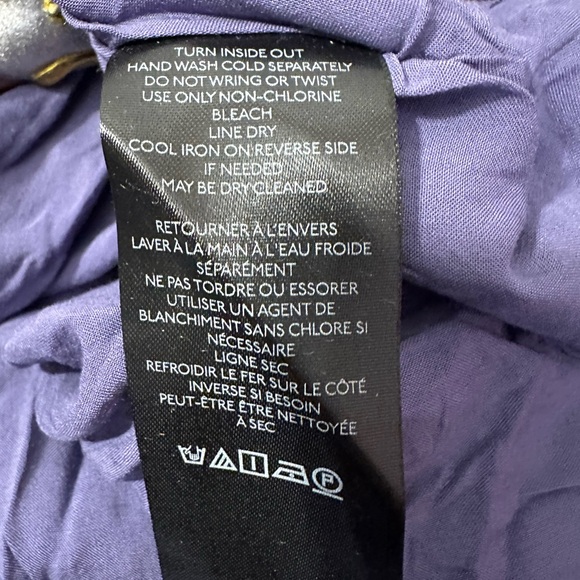 TURN INSIDE OUT
HAND WASH COLD SEPARATELY
DO NOT WRING OR TWIST
USE ONLY NON-CHLORINE
BLEACH
LINE DRY
COOL IRON ON REVERSE SIDE
IF NEEDED
MAY BE DRY CLEANED
RETOURNER À L'ENVERS
LAVER À LA MAIN À L'EAU FROIDE
SÉPARÉMENT
NE PAS TORDRE OU ESSORER
UTILISER UN AGENT DE
BLANCHIMENT SANS CHLORE SI
NÉCESSAIRE
LIGNE SEC
REFROIDIR LE FER SUR LE CÔTÉ
INVERSE SI BESOIN
PEUT-ÊTRE ÊTRE NETTOYÉE
À SEC
P